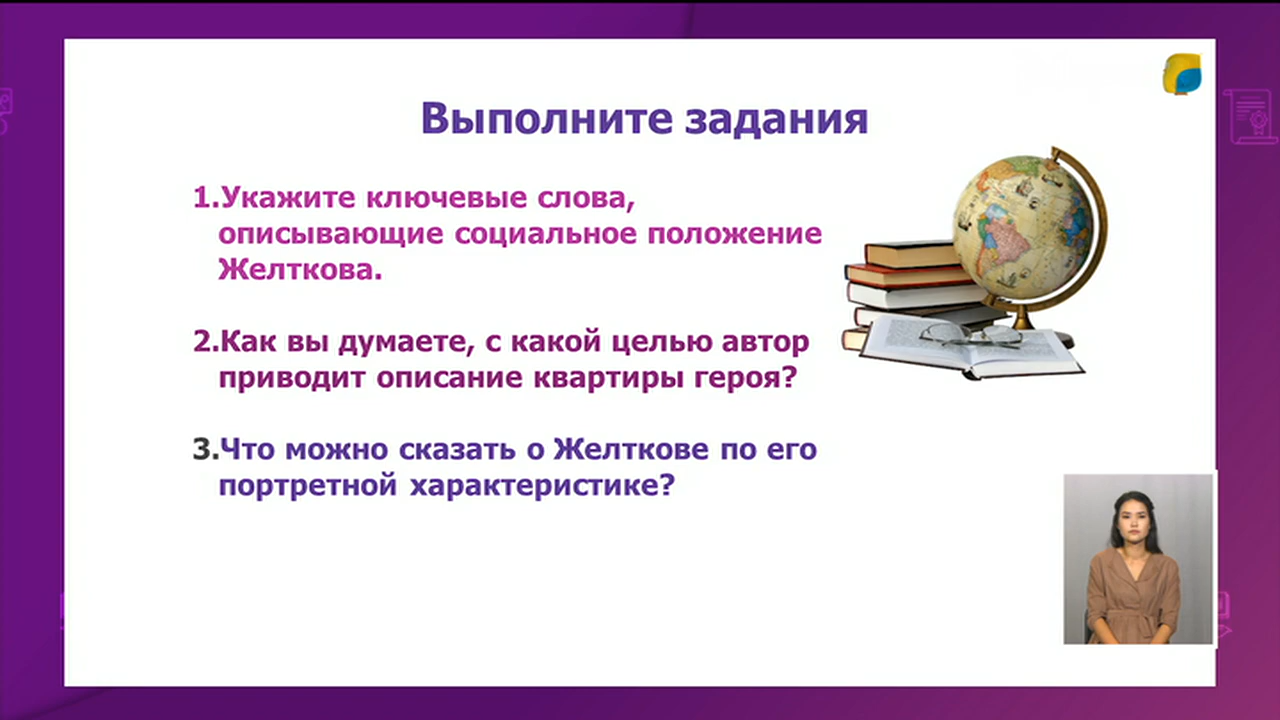 Выполните задания
1.Укажите ключевые слова,
описывающие социальное положение
Желткова.
2.Как вы думаете, с какой целью автор
приводит описание квартиры героя?
3.Что можно сказать о Желткове по его
портретной характеристике?